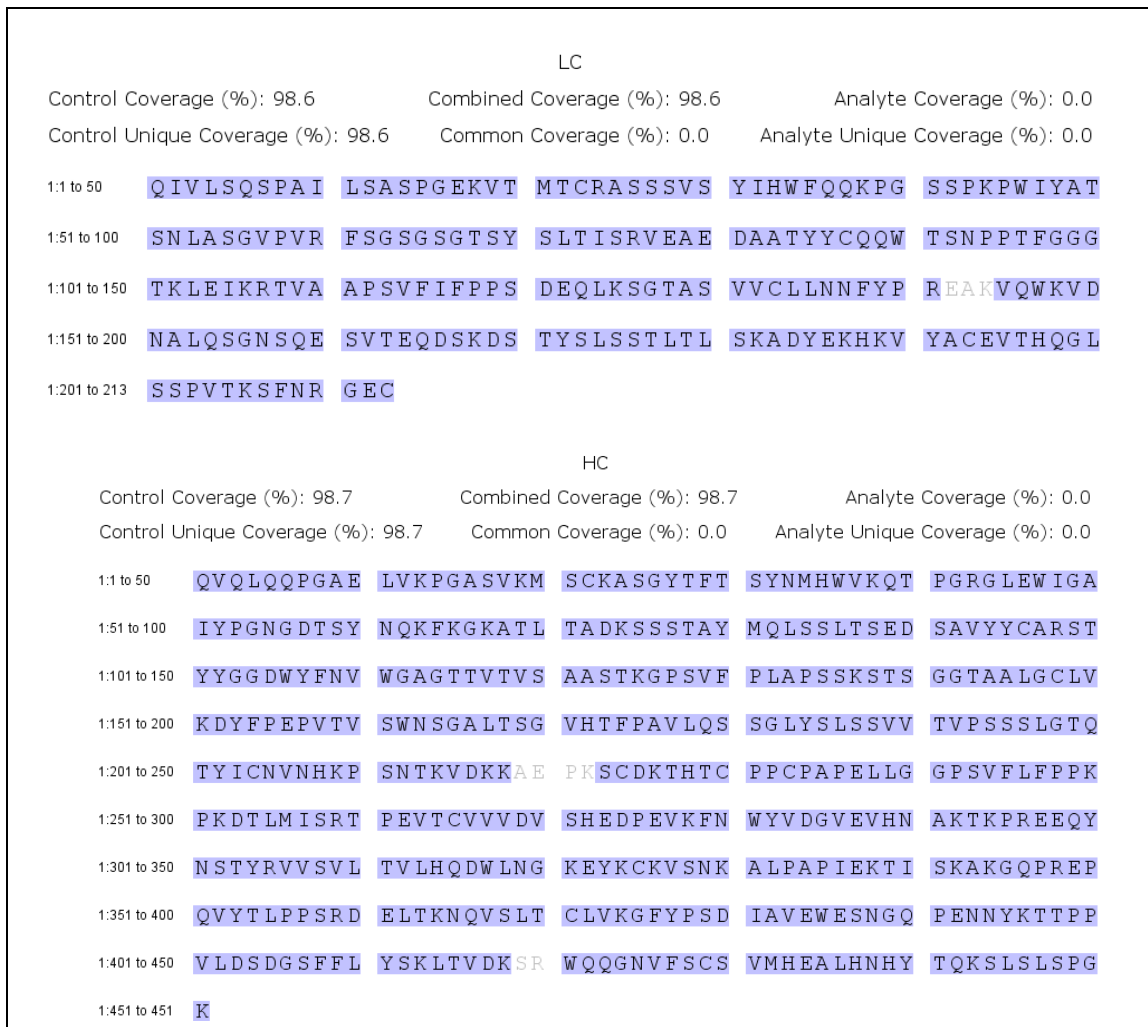 LC
Control Coverage (%): 98.6 Combined Coverage (%): 98.6 Analyte Coverage (%): 0.0
Control Unique Coverage (%): 98.6 Common Coverage (%): 0.0 Analyte Unique Coverage (%): 0.0
1:1 to 50 QIVLSQSPAI LSASPGEKVT MTCRASSSVS YIHWFQQKPG SSPKPWIYAT
1:51 to 100 SNLASGVPVR FSGSGSGTSY SLTISRVEAE DAATYYCQQW TSNPPTFGGG
1:101 to 150 TKLEIKRTVA APSVFIFPPS DEQLKSGTAS VVCLLNNFYP REAKVQWKVD
1:151 to 200 NALQSGNSQE SVTEQDSKDS TYSLSSTLTL SKADYEKHKV YACEVTHQGL
1:201 to 213 SSPVTKSFNR GEC
HC
Control Coverage (%): 98.7 Combined Coverage (%): 98.7 Analyte Coverage (%): 0.0
Control Unique Coverage (%): 98.7 Common Coverage (%): 0.0 Analyte Unique Coverage (%): 0.0
1:1 to 50 QVQLQQPGAE LVKPGASVKM SCKASGYTFT SYNMHWVKQT PGRGLEWIGA
1:51 to 100 IYPGNGDTSY NQKFKGKATL TADKSSSTAY MQLSSLTSED SAVYYCARST
1:101 to 150 YYGGDWYFNV WGAGTTVTVS AASTKGPSVF PLAPSSKSTS GGTAALGCLV
1:151 to 200 KDYFPEPVTV SWNSGALTSG VHTFPAVLQS SGLYSLSSVV TVPSSSLGTQ
1:201 to 250 TYICNVNHKP SNTKVDKKAE PKSCDKTHTC PPCPAPELLG GPSVFLFPPK
1:251 to 300 PKDTLMISRT PEVTCVVVDV SHEDPEVKFN WYVDGVEVHN AKTKPREEQY
1:301 to 350 NSTYRVVSVL TVLHQDWLNG KEYKCKVSNK ALPAPIEKTI SKAKGQPREP
1:351 to 400 QVYTLPPSRD ELTKNQVSLT CLVKGFYPSD IAVEWESNGQ PENNYKTTPP
1:401 to 450 VLDSDGSFFL YSKLTVDKSR WQQGNVFSCS VMHEALHNHY TQKSLSLSPG
1:451 to 451 K